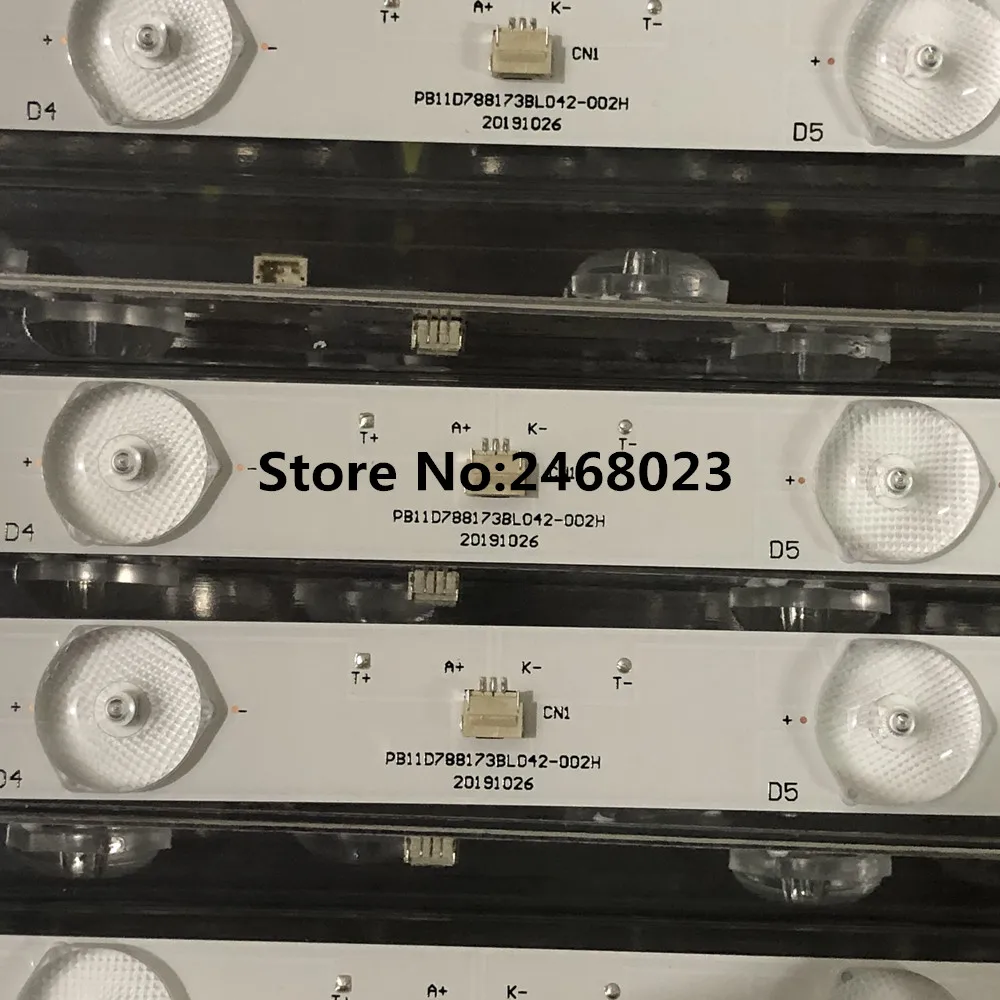 T+ A+ K- T-
+ - CN1 +
PB11D788173BL042-002H
D4 20191026 D5
T+ A+ K- T-
+ - Store No:2468023 +
PB11D788173BL042-002H
D4 20191026 D5
T+ A+ K- T-
+ - CN1 +
PB11D788173BL042-002H
D4 20191026 D5
A+ K-